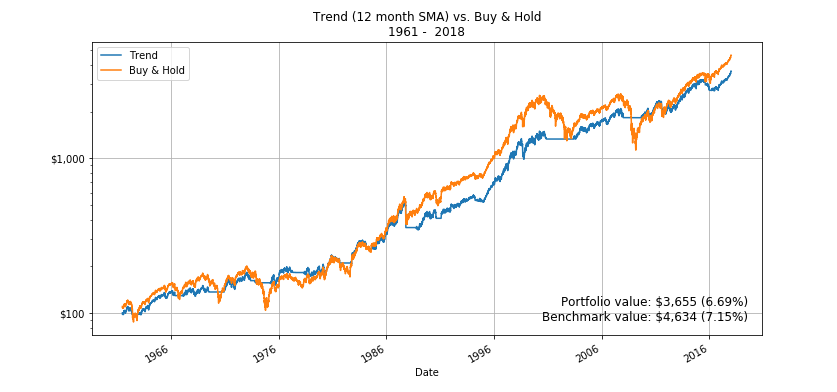 Trend (12 month SMA) vs. Buy & Hold
1961 -  2018
Trend
Buy & Hold
$1,000
$100
Portfolio value: $3,655 (6.69%)
Benchmark value: $4,634 (7.15%)
1966
1976
1986
1996
2006
2016
Date